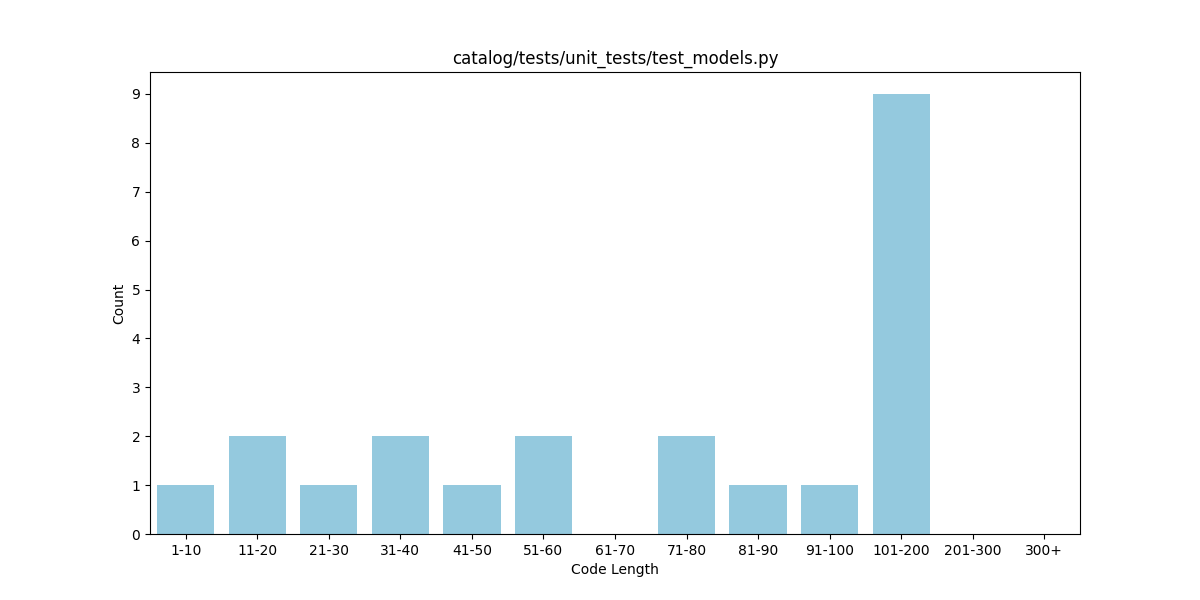 catalog/tests/unit_tests/test_models.py
9
8
7
6
5
4
3
2
1
0
Count
1-10 11-20 21-30 31-40 41-50 51-60 61-70 71-80 81-90 91-100 101-200 201-300 300+
Code Length